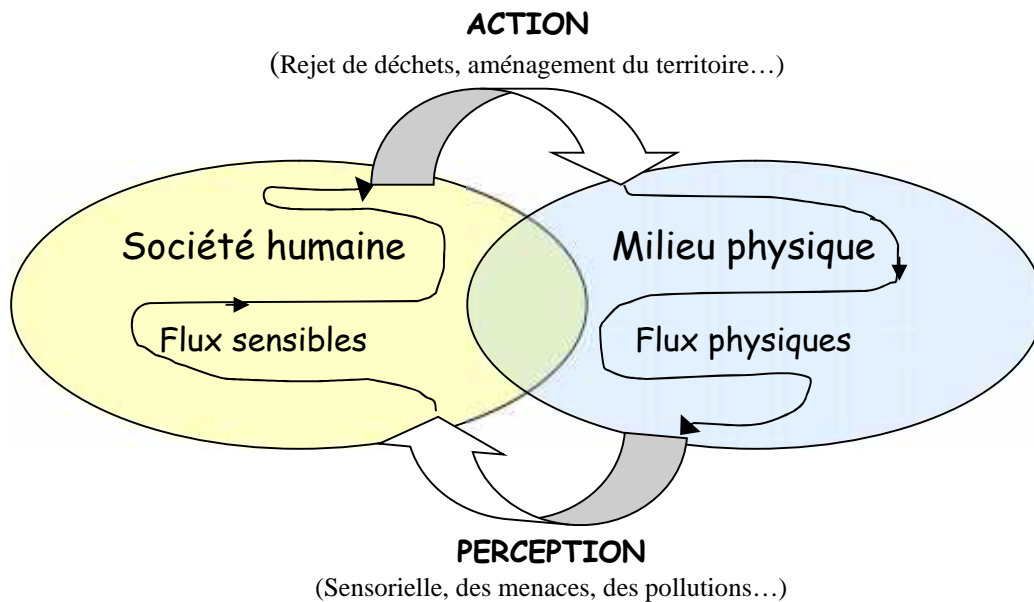 ACTION
(Rejet de déchets, aménagement du territoire…)
Société humaine
Milieu physique
Flux sensibles
Flux physiques
PERCEPTION
(Sensorielle, des menaces, des pollutions…)